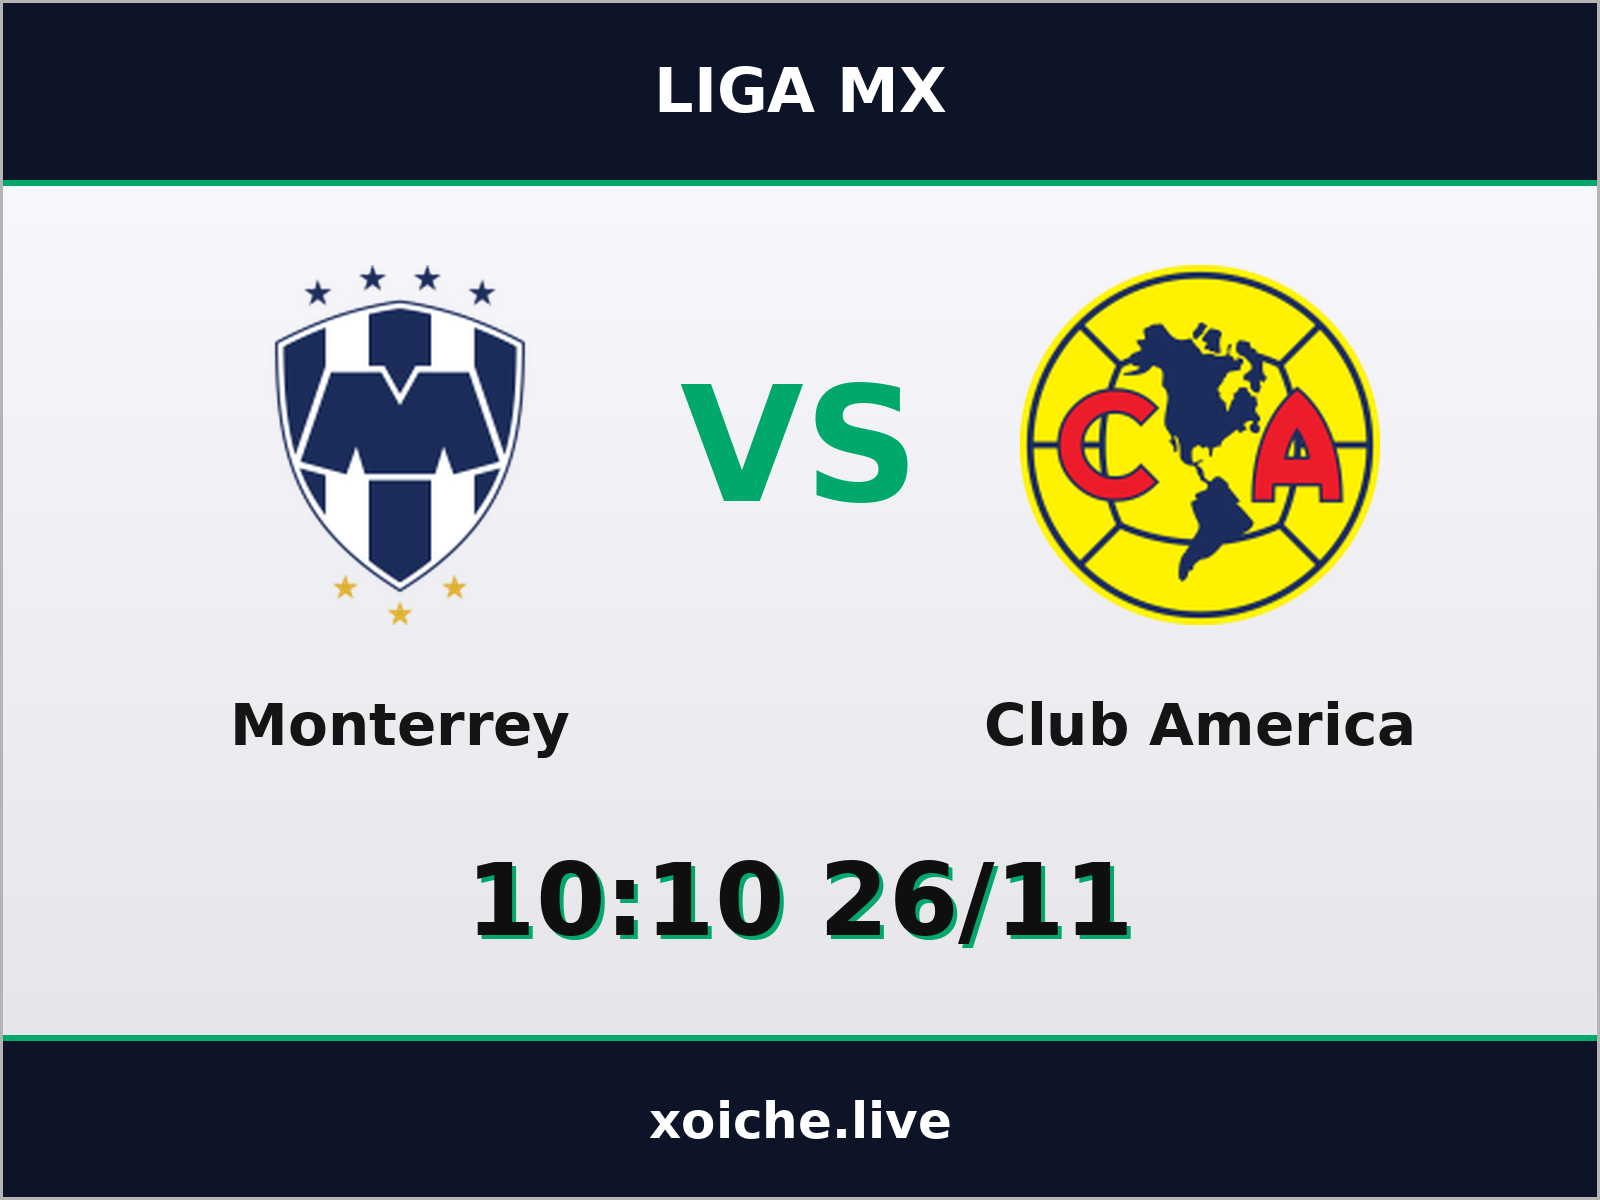 LIGA MX
M
VS
C A
Monterrey
Club America
10:10 26/11
xoiche.live